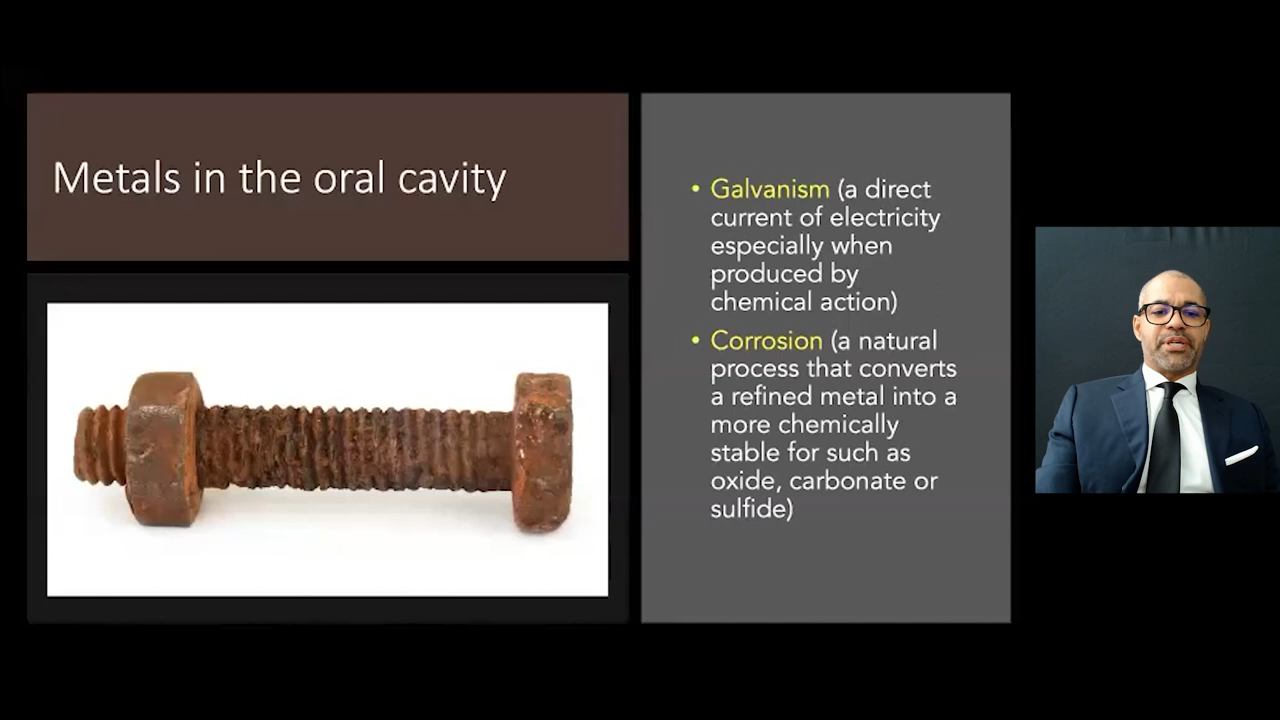 Metals in the oral cavity
• Galvanism (a direct
current of electricity
especially when
produced by
chemical action)
• Corrosion (a natural
process that converts
a refined metal into a
more chemically
stable for such as
oxide, carbonate or
sulfide)